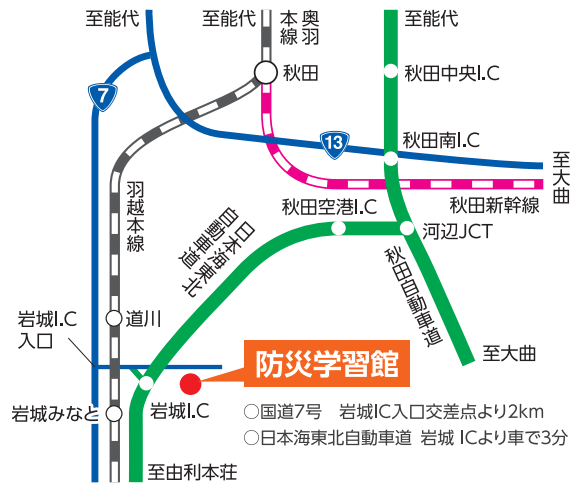 至能代
至能代
奥羽
本線
至能代
秋田
秋田中央I.C
7
13
秋田南I.C
至大曲
羽越本線
秋田新幹線
秋田空港I.C
河辺JCT
日本海東北
自動車道
秋田自動車道
岩城I.C
入口
道川
至大曲
防災学習館
岩城I.C
岩城みなと
○国道7号 岩城IC入口交差点より2km
○日本海東北自動車道 岩城 ICより車で3分
至由利本荘